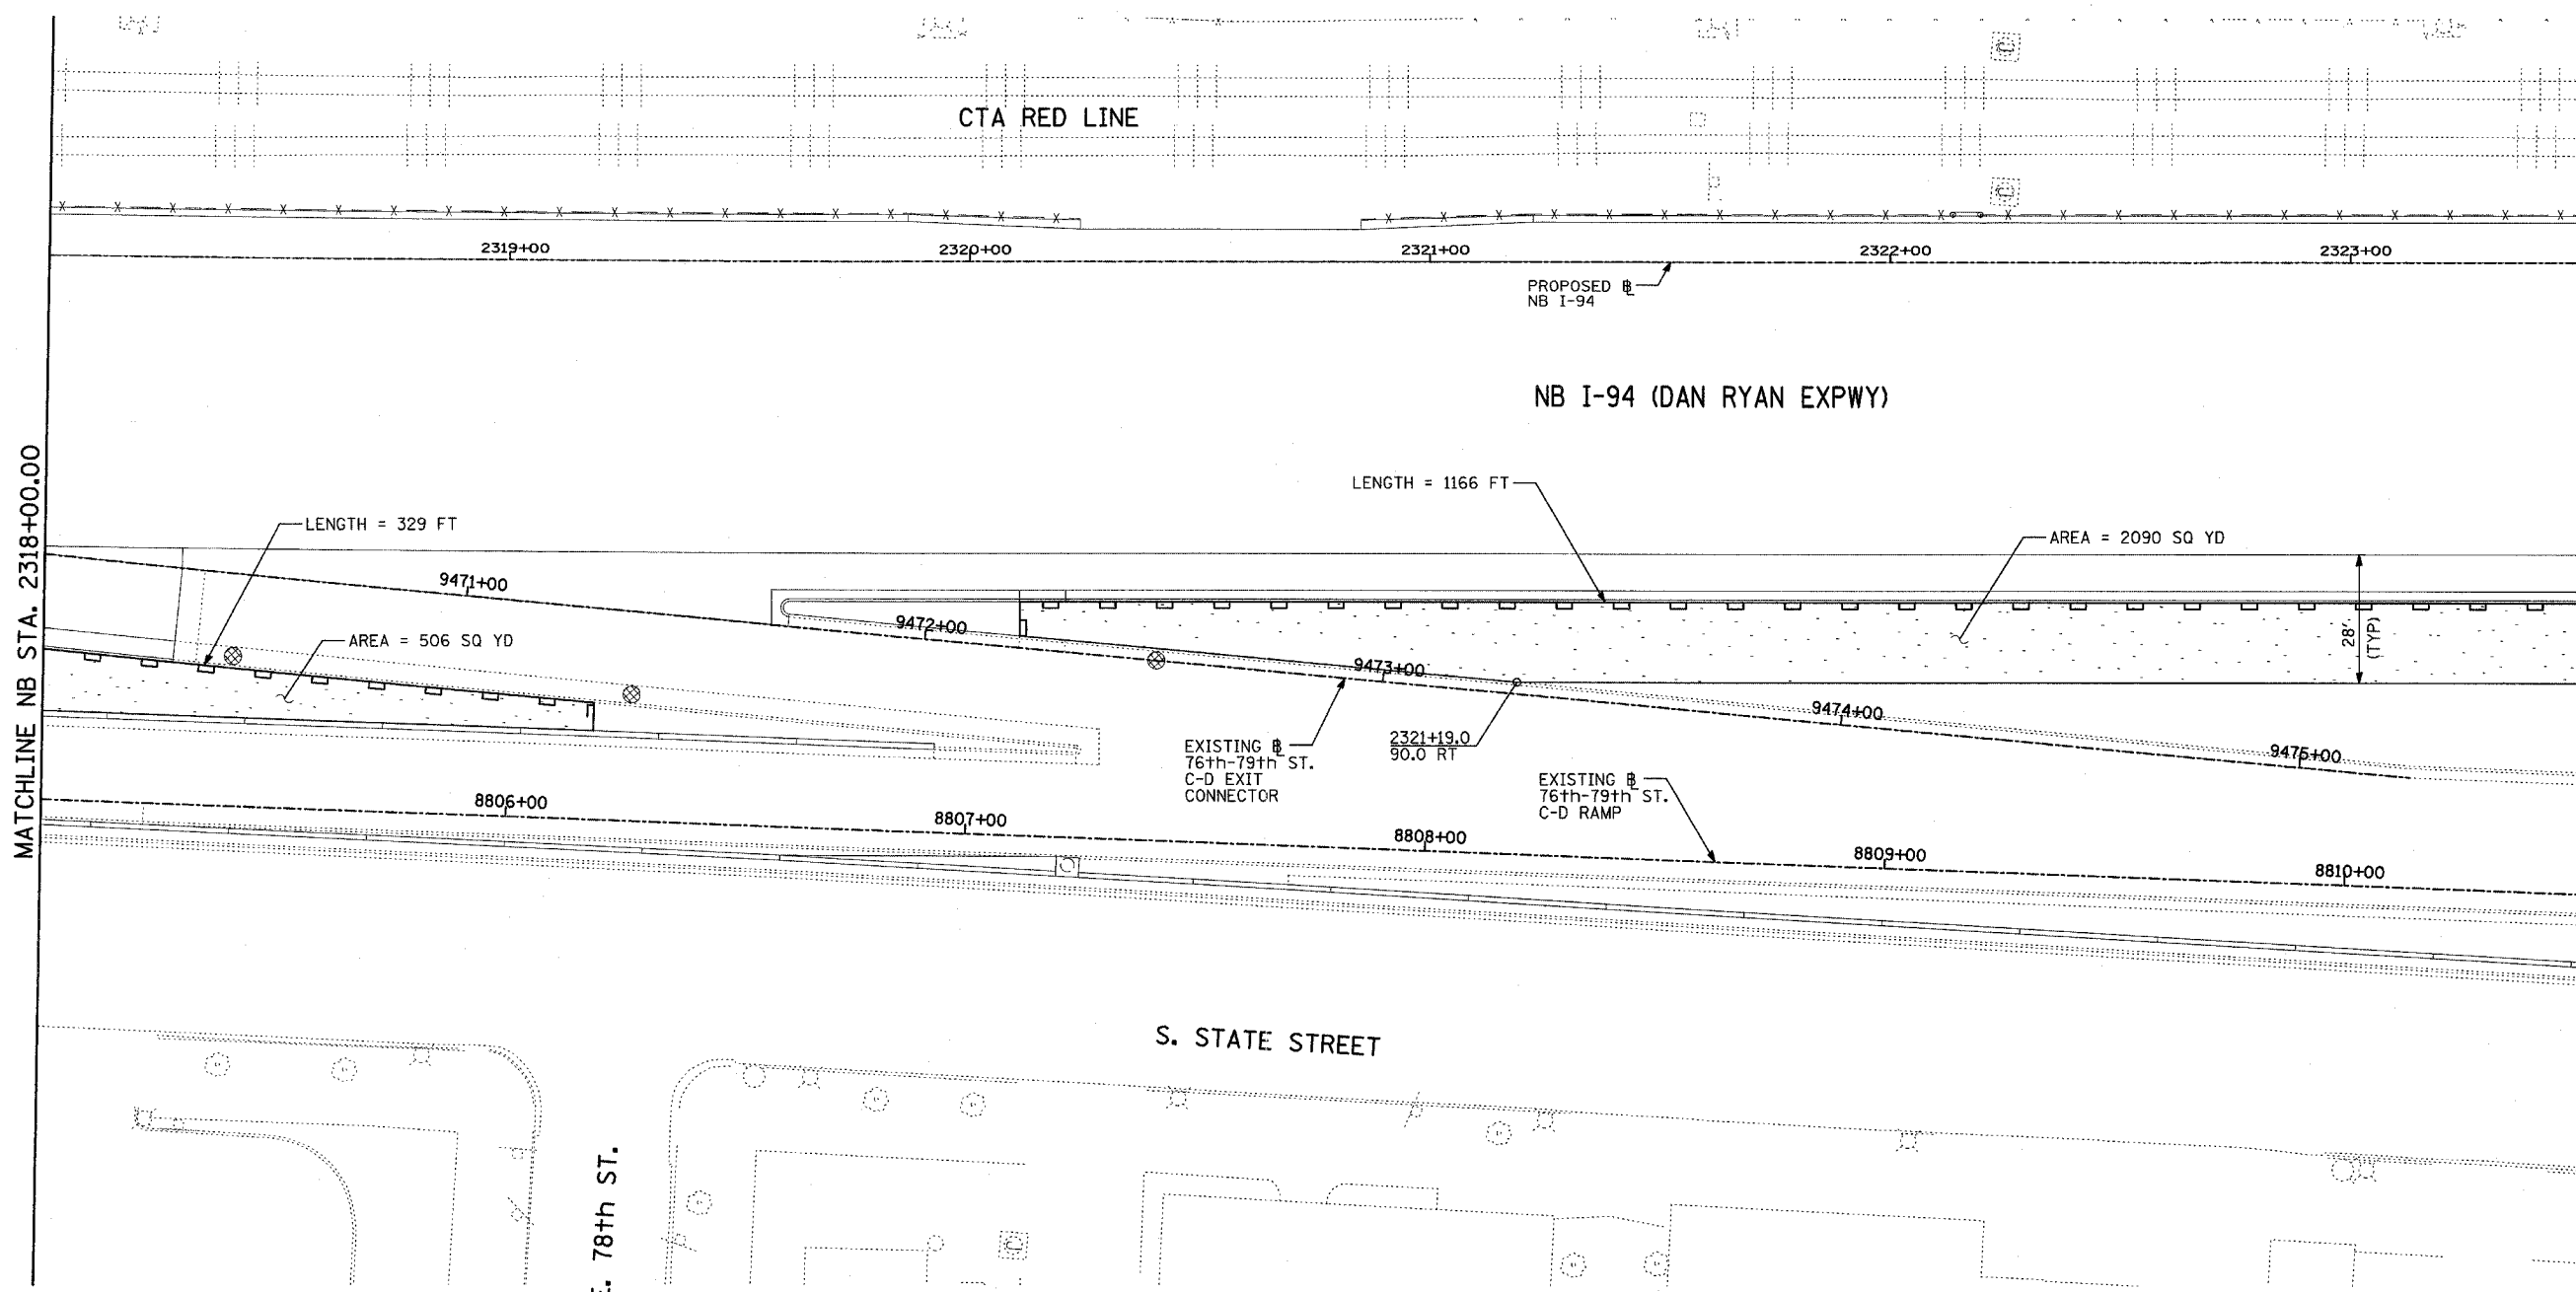 CTA RED LINE
2319+00
2320+00
2321+00
2322+00
2323+00
PROPOSED ℄
NB I-94
NB I-94 (DAN RYAN EXPWY)
MATCHLINE NB STA. 2318+00.00
LENGTH = 1166 FT
LENGTH = 329 FT
AREA = 2090 SQ YD
9471+00
9472+00
9473+00
9474+00
9475+00
AREA = 506 SQ YD
28'
(TYP)
2321+19.0
90.0 RT
EXISTING ℄
76th-79th ST.
C-D EXIT
CONNECTOR
EXISTING ℄
76th-79th ST.
C-D RAMP
8806+00
8807+00
8808+00
8809+00
8810+00
S. STATE STREET
E. 78th ST.